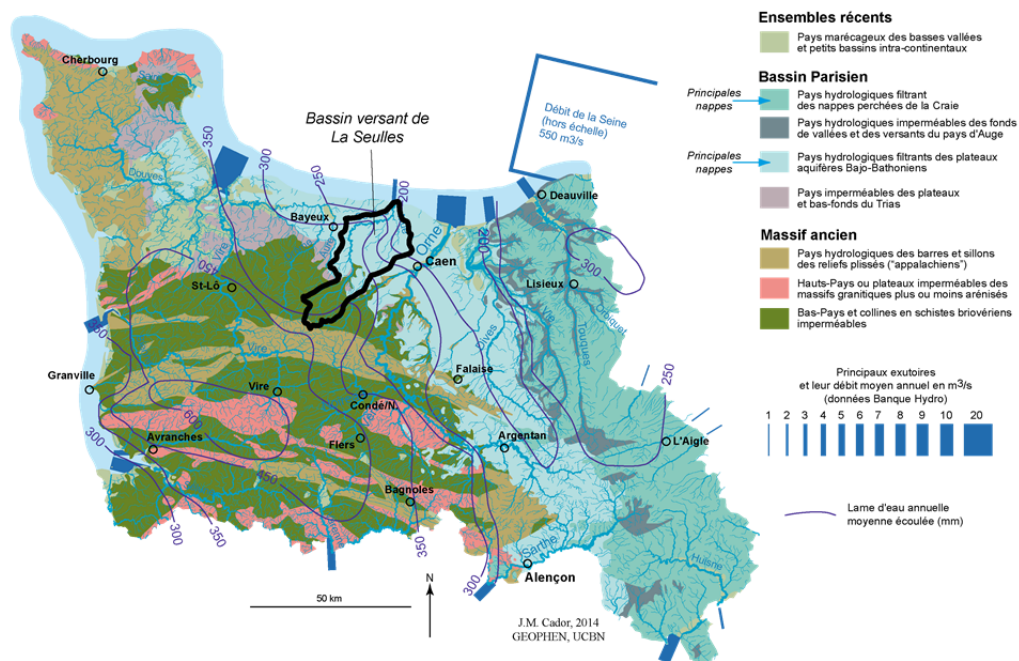 Cherbourg
Saire
Douves
350
300
250
200
Bassin versant de
La Seulles
Débit de la Seine
(hors échelle)
550 m3/s
Deauville
Bayeux
Aure
Vire
Orne
Caen
200
450
St-Lô
Lisieux
300
Orbiquet
Vie
Touques
Dives
350
Vire
Granville
Vire
Falaise
250
Condé/N.
600
Avranches
Flers
Argentan
L'Aigle
300
450
Bagnoles
300
350
350
300
Sarthe
Alençon
Huisne
50 km
N
J.M. Cador, 2014
GEOPHEN, UCBN
Ensembles récents
Pays marécageux des basses vallées
et petits bassins intra-continentaux
Bassin Parisien
Principales
nappes
Pays hydrologiques filtrant
des nappes perchées de la Craie
Pays hydrologiques imperméables des fonds
de vallées et des versants du pays d'Auge
Principales
nappes
Pays hydrologiques filtrants des plateaux
aquifères Bajo-Bathoniens
Pays imperméables des plateaux
et bas-fonds du Trias
Massif ancien
Pays hydrologiques des barres et sillons
des reliefs plissés ("appalachiens")
Hauts-Pays ou plateaux imperméables des
massifs granitiques plus ou moins arénisés
Bas-Pays et collines en schistes briovériens
imperméables
Principaux exutoires
et leur débit moyen annuel en m3/s
(données Banque Hydro)
1 2 3 4 5 6 7 8 9 10 20
Lame d'eau annuelle
moyenne écoulée (mm)